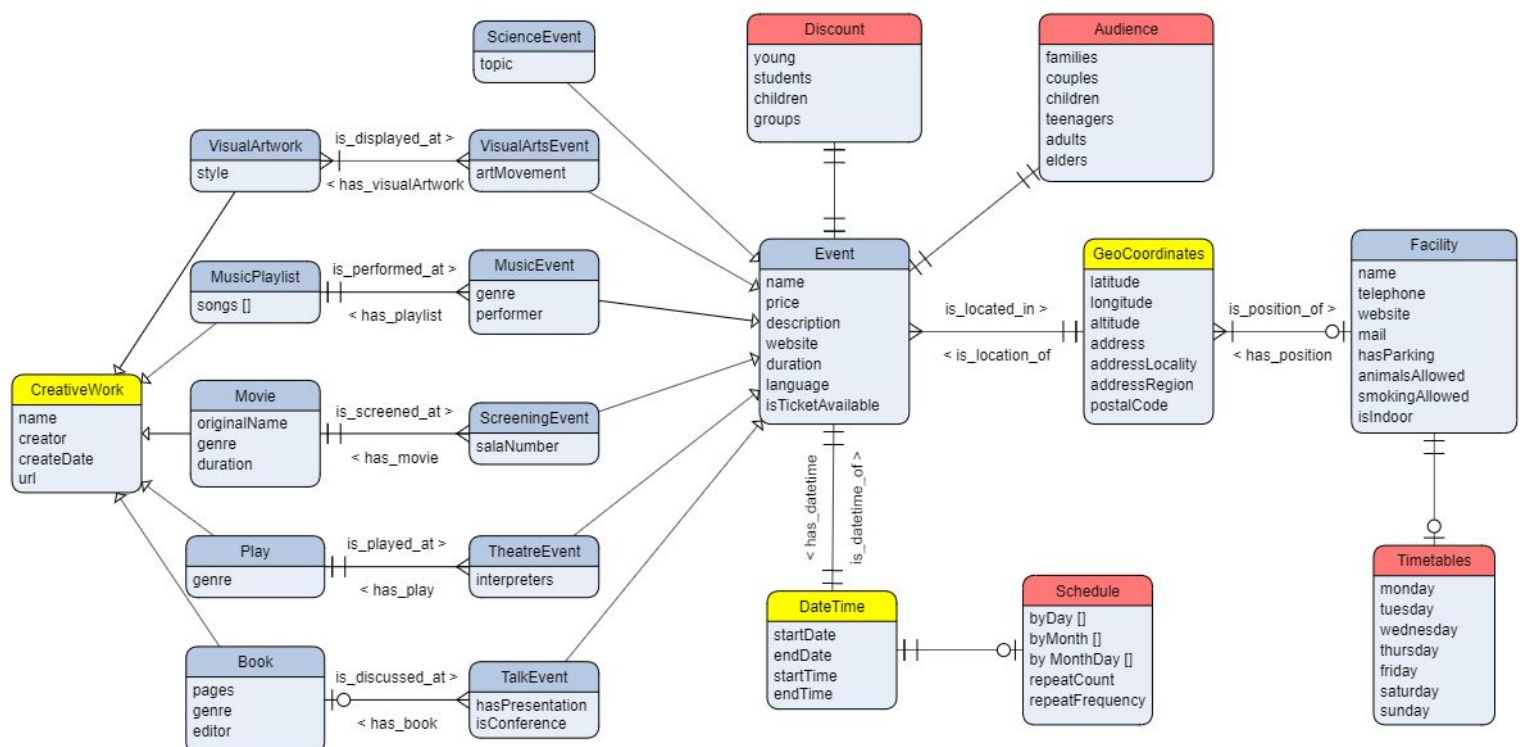 ScienceEvent
topic
Discount
young
students
children
groups
Audience
families
couples
children
teenagers
adults
elders
VisualArtwork
style
is_displayed_at >
< has_visualArtwork
VisualArtsEvent
artMovement
MusicPlaylist
songs []
is_performed_at >
< has_playlist
MusicEvent
genre
performer
Event
name
price
description
website
duration
language
isTicketAvailable
is_located_in >
< is_location_of
GeoCoordinates
latitude
longitude
altitude
address
addressLocality
addressRegion
postalCode
is_position_of >
< has_position
Facility
name
telephone
website
mail
hasParking
animalsAllowed
smokingAllowed
isIndoor
CreativeWork
name
creator
createDate
url
Movie
originalName
genre
duration
is_screened_at >
< has_movie
ScreeningEvent
salaNumber
< has_datetime
is_datetime_of >
Play
genre
is_played_at >
< has_play
TheatreEvent
interpreters
DateTime
startDate
endDate
startTime
endTime
Schedule
byDay []
byMonth []
by MonthDay []
repeatCount
repeatFrequency
Timetables
monday
tuesday
wednesday
thursday
friday
saturday
sunday
Book
pages
genre
editor
is_discussed_at >
< has_book
TalkEvent
hasPresentation
isConference